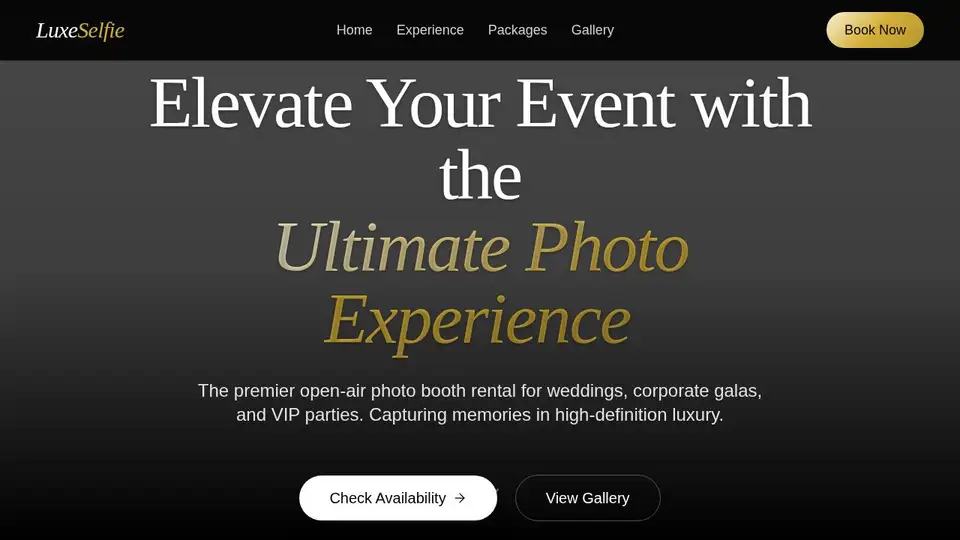 LuxeSelfie
Home Experience Packages Gallery
Book Now
Elevate Your Event with
the
Ultimate Photo
Experience
The premier open-air photo booth rental for weddings, corporate galas,
and VIP parties. Capturing memories in high-definition luxury.
Check Availability →
View Gallery